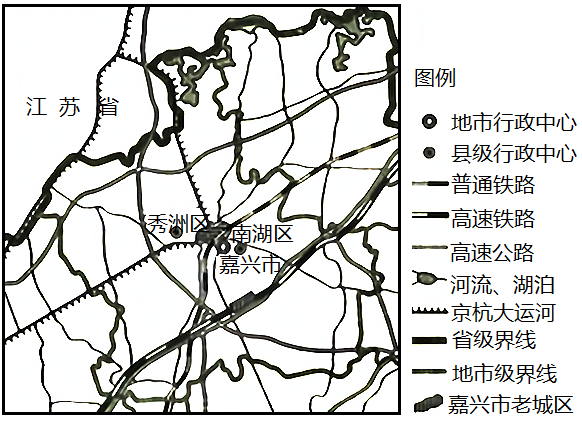 江苏省
秀洲区
南湖区
嘉兴市
图例
地市行政中心
县级行政中心
普通铁路
高速铁路
高速公路
河流、湖泊
京杭大运河
省级界线
地市级界线
嘉兴市老城区